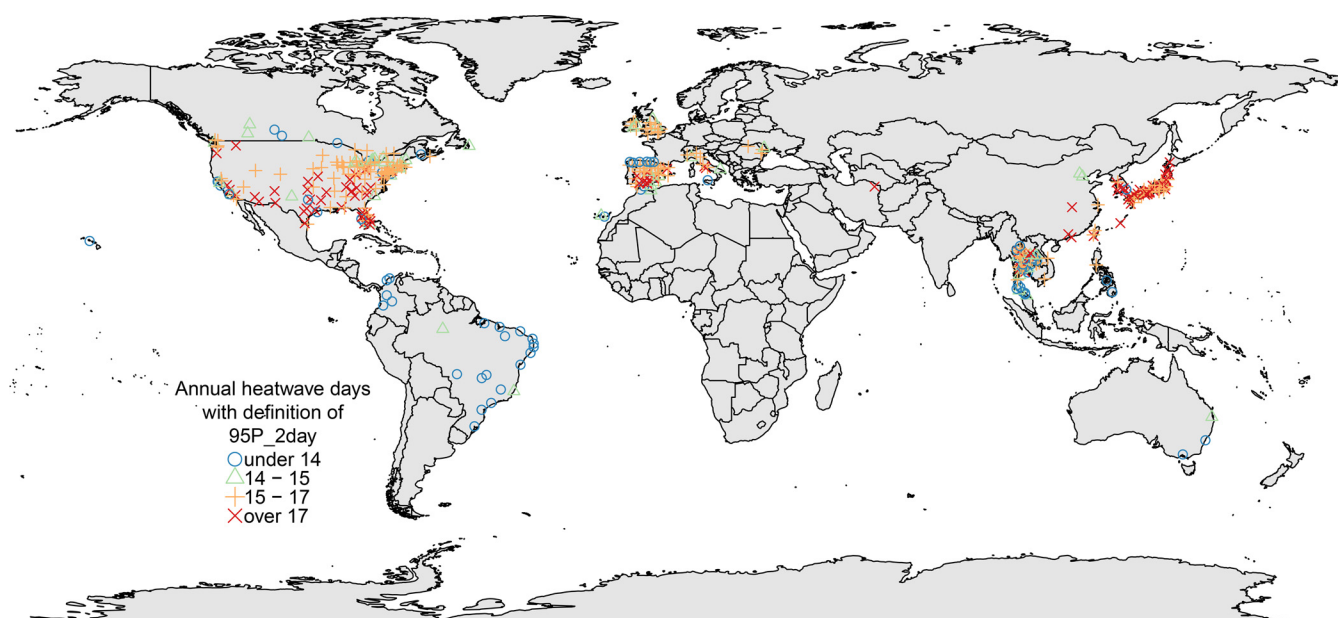 Annual heatwave days
with definition of
95P_2day
under 14
14 − 15
15 − 17
over 17